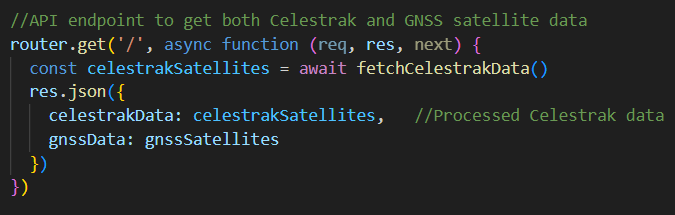 //API endpoint to get both Celestrak and GNSS satellite data
router.get('/', async function (req, res, next) {
  const celestrakSatellites = await fetchCelestrakData()
  res.json({
    celestrakData: celestrakSatellites,   //Processed Celestrak data
    gnssData: gnssSatellites
  })
})